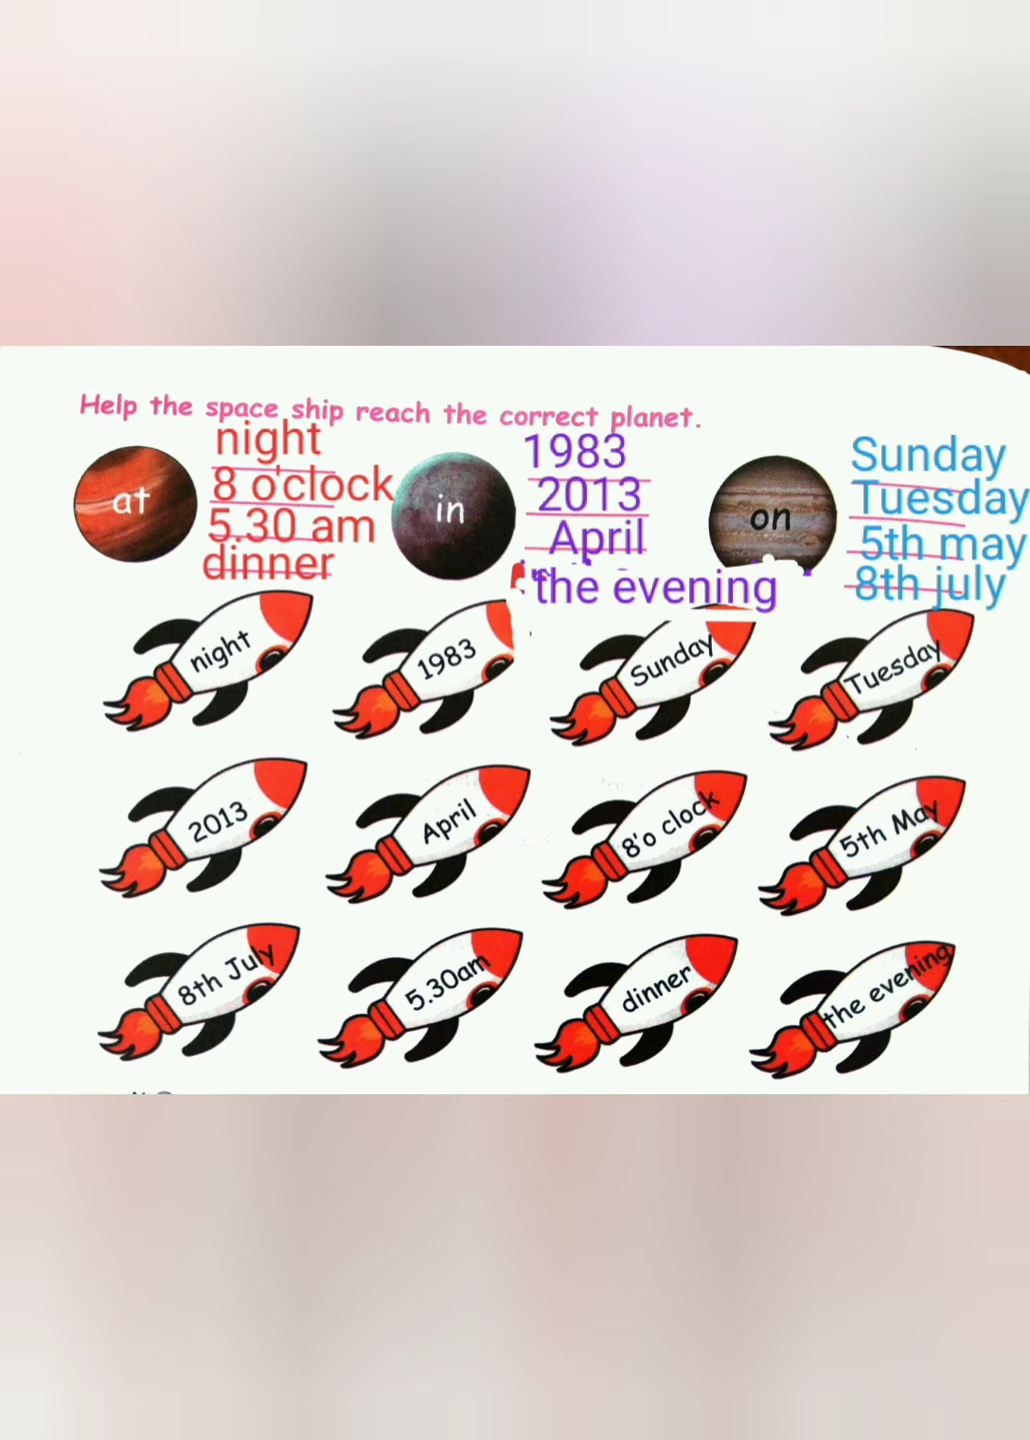 Help the space ship reach the correct planet.
at
night
8 o'clock
5.30 am
dinner
in
1983
2013
April
the evening
on
Sunday
Tuesday
5th may
8th july
night
1983
Sunday
Tuesday
2013
April
8'o clock
5th May
8th July
5.30am
dinner
the evening